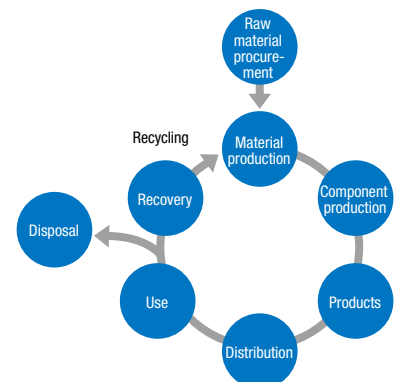 Raw
material
procure-
ment
Recycling
Material
production
Component
production
Recovery
Disposal
Use
Products
Distribution